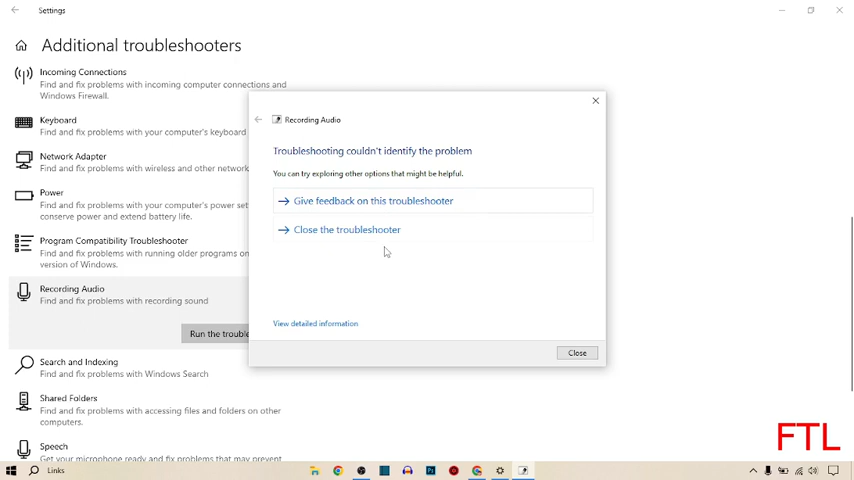 Settings
Additional troubleshooters
Incoming Connections
Find and fix problems with incoming computer connections and
Windows Firewall.
Keyboard
Find and fix problems with your computer's keyboard
Network Adapter
Find and fix problems with wireless and other network
Power
Find and fix problems with your computer's power set
conserve power and extend battery life.
Program Compatibility Troubleshooter
Find and fix problems with running older programs on
version of Windows.
Recording Audio
Find and fix problems with recording sound
Run the trouble
Search and Indexing
Find and fix problems with Windows Search
Shared Folders
Find and fix problems with accessing files and folders on other
computers.
Speech
Get your microphone ready and fix problems that may prevent
Recording Audio
Troubleshooting couldn't identify the problem
You can try exploring other options that might be helpful.
Give feedback on this troubleshooter
Close the troubleshooter
View detailed information
Close
FTL
Links